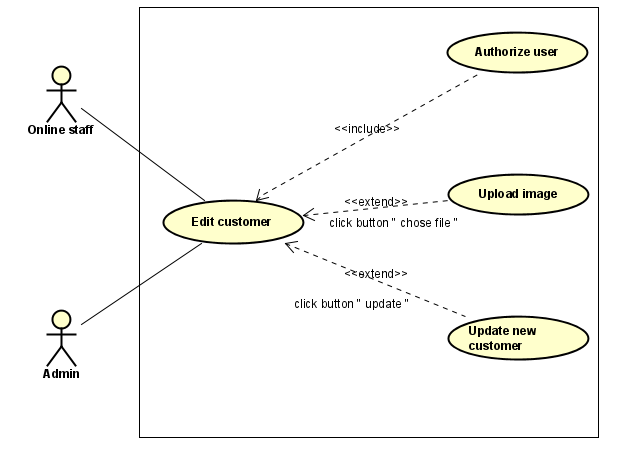 Authorize user
Online staff
<<include>>
Upload image
<<extend>>
Edit customer
click button " chose file "
<<extend>>
click button " update "
Update new
customer
Admin